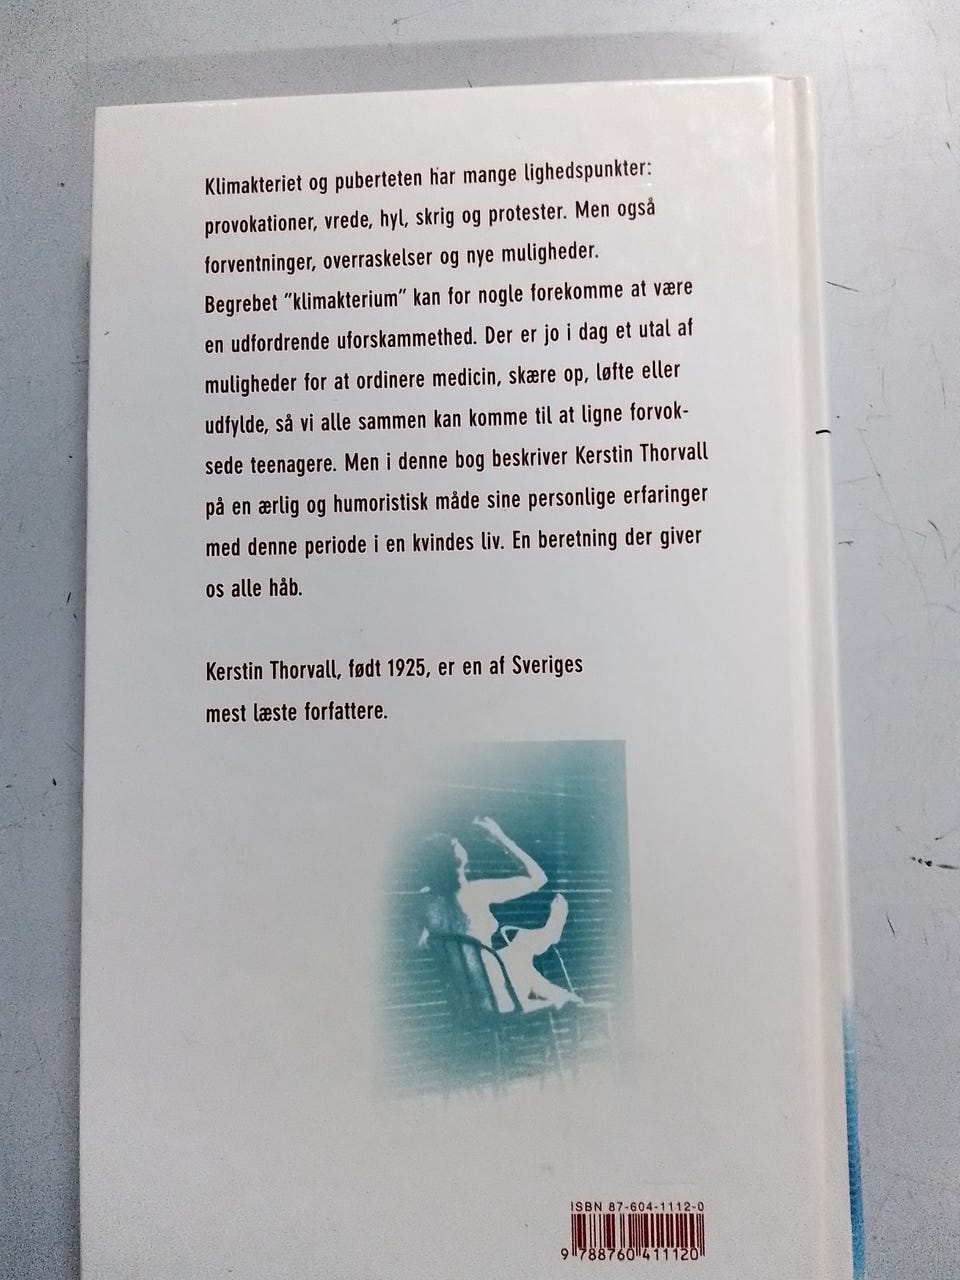 Klimakteriet og puberteten har mange lighedspunkter:
provokationer, vrede, hyl, skrig og protester. Men også
forventninger, overraskelser og nye muligheder.
Begrebet ”klimakterium” kan for nogle forekomme at være
en udfordrende uforskammethed. Der er jo i dag et utal af
muligheder for at ordinere medicin, skære op, løfte eller
udfylde, så vi alle sammen kan komme til at ligne forvok-
sede teenagere. Men i denne bog beskriver Kerstin Thorvall
på en ærlig og humoristisk måde sine personlige erfaringer
med denne periode i en kvindes liv. En beretning der giver
os alle håb.
Kerstin Thorvall, født 1925, er en af Sveriges
mest læste forfattere.
ISBN 87-604-1112-0
9 788760 411120